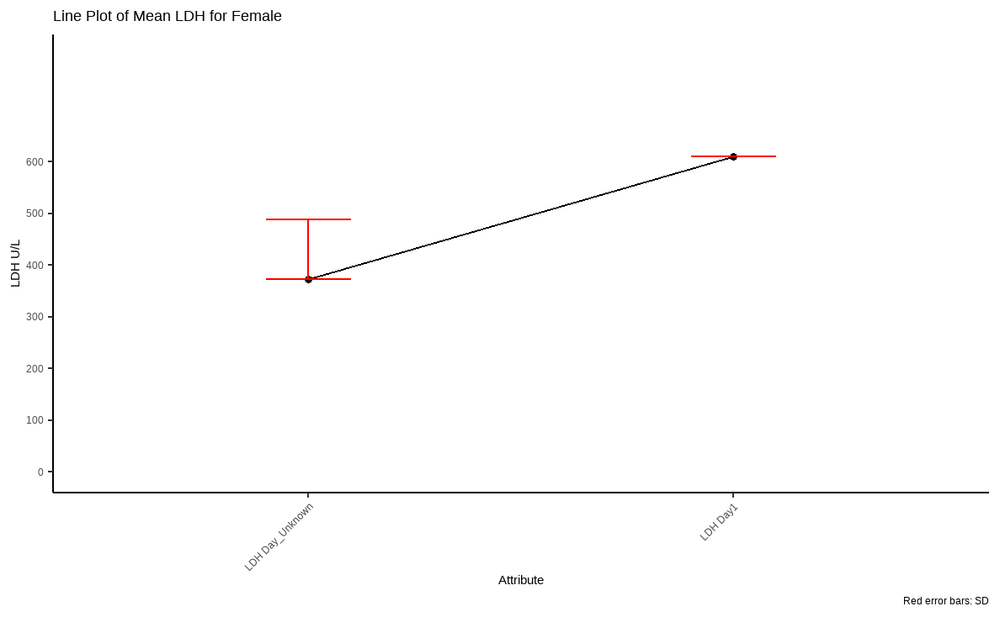 Line Plot of Mean LDH for Female
LDH U/L
600
500
400
300
200
100
0
LDH Day_Unknown
LDH Day1
Attribute
Red error bars: SD